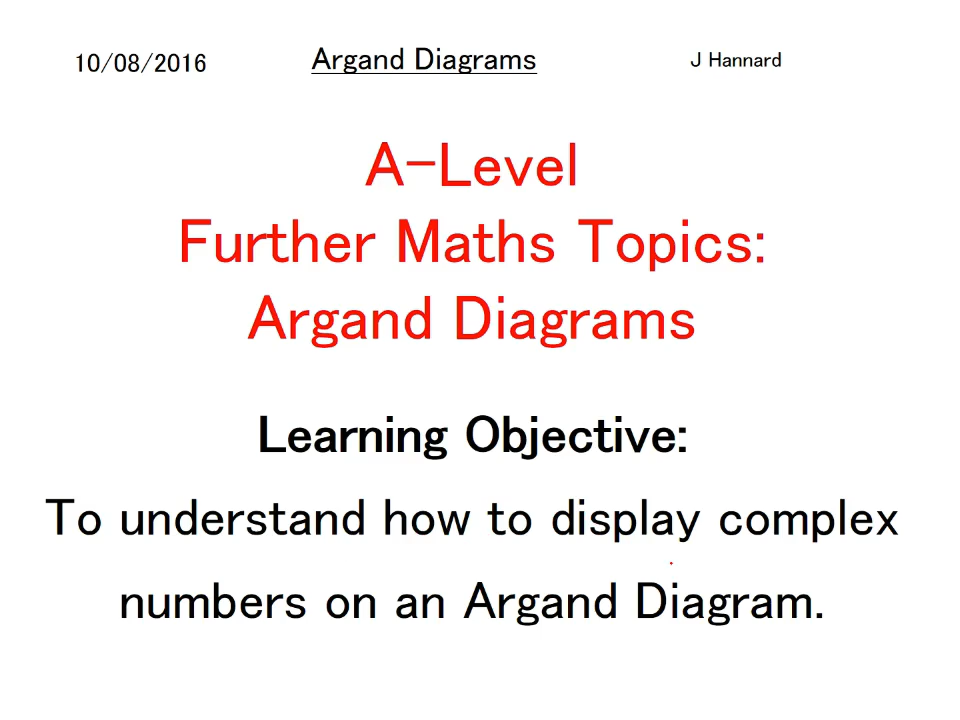 10/08/2016 Argand Diagrams J Hannard
A-Level
Further Maths Topics:
Argand Diagrams
Learning Objective:
To understand how to display complex
numbers on an Argand Diagram.